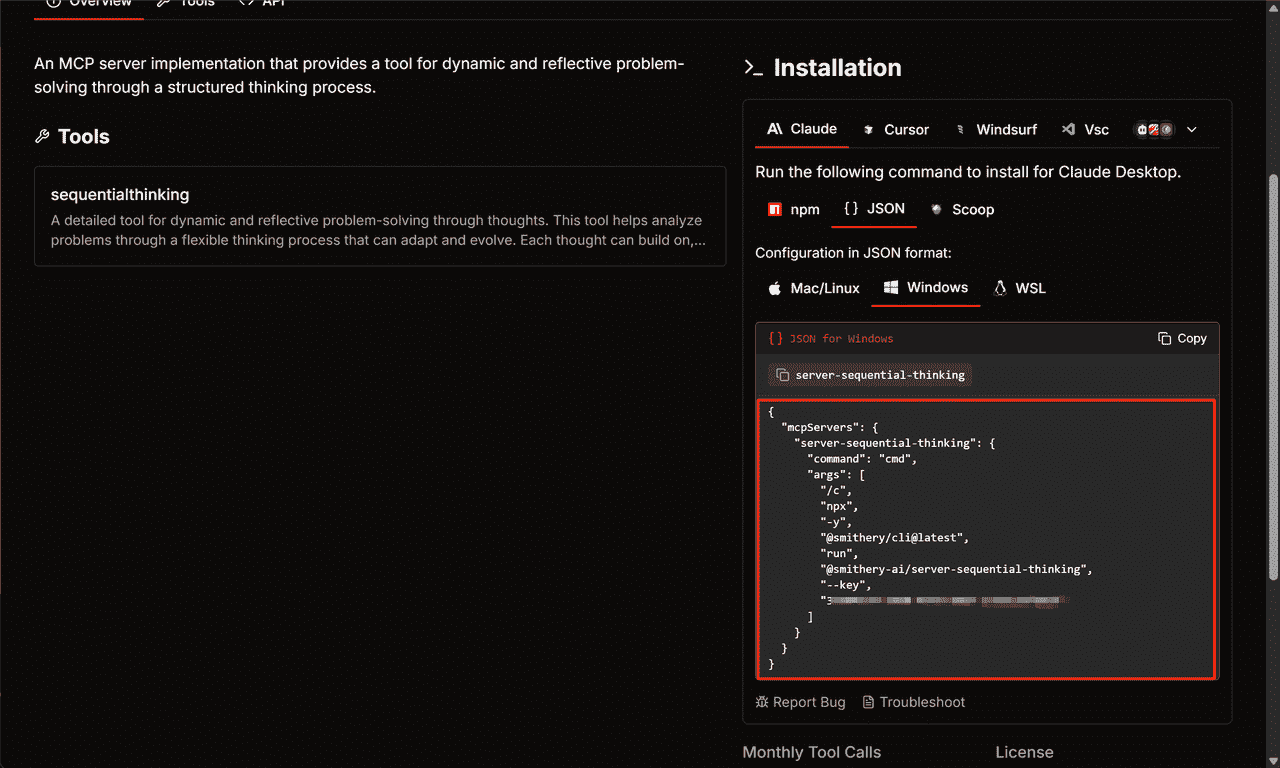 Overview Tools API
An MCP server implementation that provides a tool for dynamic and reflective problem-
solving through a structured thinking process.
Tools
sequentialthinking
A detailed tool for dynamic and reflective problem-solving through thoughts. This tool helps analyze
problems through a flexible thinking process that can adapt and evolve. Each thought can build on,...
Installation
Claude Cursor Windsurf Vsc
Run the following command to install for Claude Desktop.
npm {} JSON Scoop
Configuration in JSON format:
Mac/Linux Windows WSL
{} JSON for Windows Copy
server-sequential-thinking
{
"mcpServers": {
"server-sequential-thinking": {
"command": "cmd",
"args": [
"/c",
"npx",
"-y",
"@smithery/cli@latest",
"run",
"@smithery-ai/server-sequential-thinking",
"--key",
"
]
}
}
}
Report Bug Troubleshoot
Monthly Tool Calls License